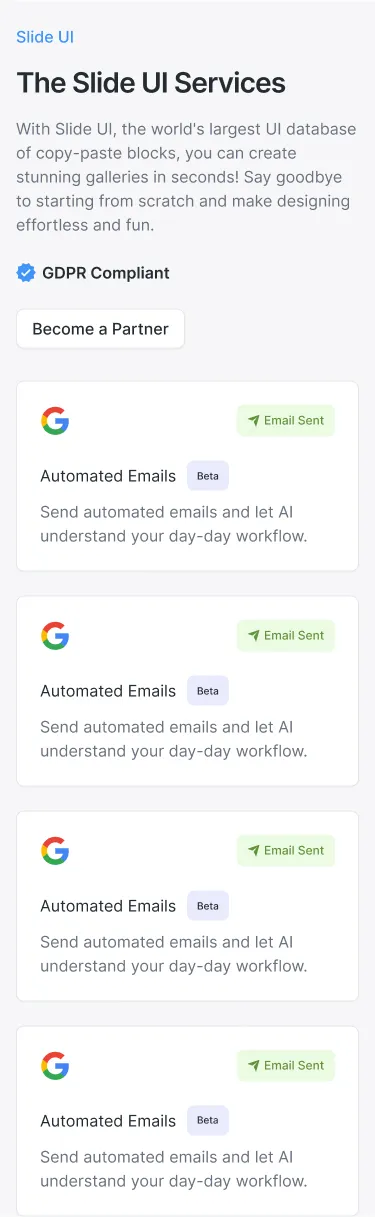 Slide UI
The Slide UI Services
With Slide UI, the world's largest UI database
of copy-paste blocks, you can create
stunning galleries in seconds! Say goodbye
to starting from scratch and make designing
effortless and fun.
GDPR Compliant
Become a Partner
Email Sent
Automated Emails Beta
Send automated emails and let AI
understand your day-day workflow.
Email Sent
Automated Emails Beta
Send automated emails and let AI
understand your day-day workflow.
Email Sent
Automated Emails Beta
Send automated emails and let AI
understand your day-day workflow.
Email Sent
Automated Emails Beta
Send automated emails and let AI
understand your day-day workflow.